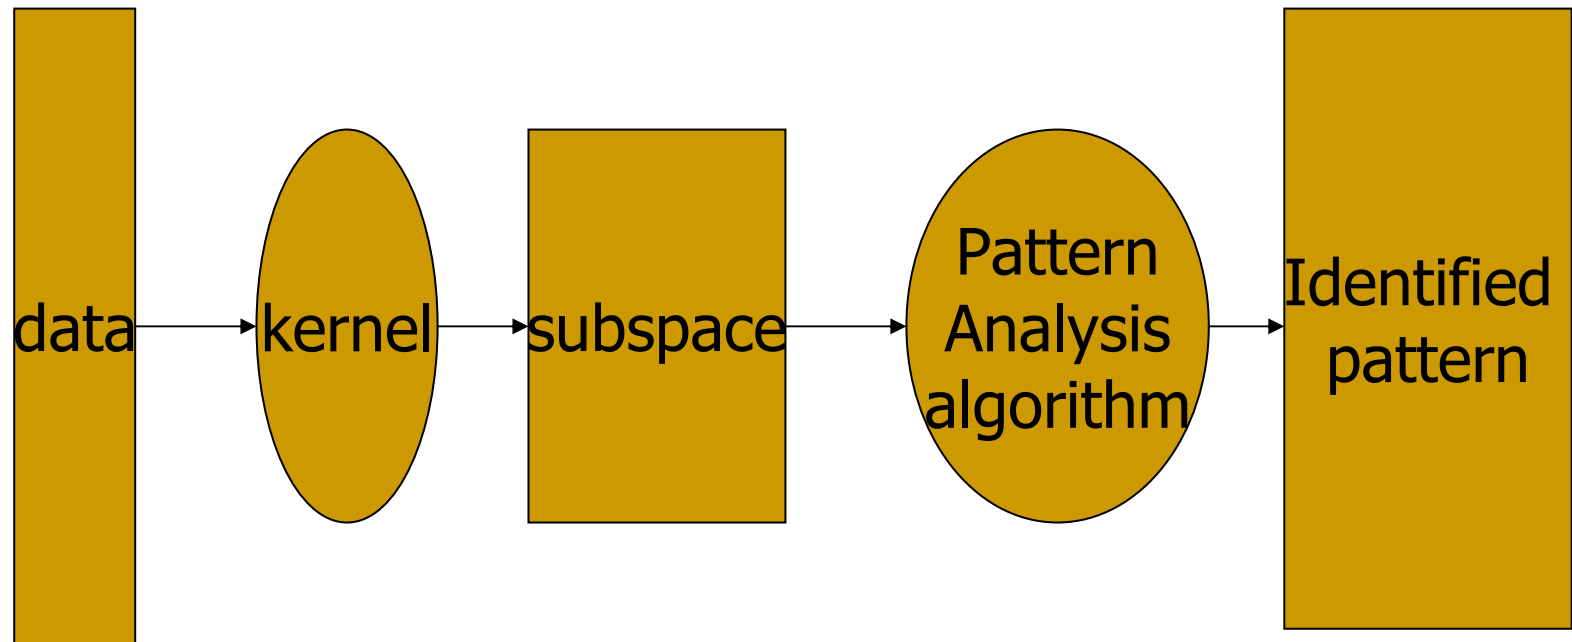 data
kernel
subspace
Pattern
Analysis
algorithm
Identified
pattern